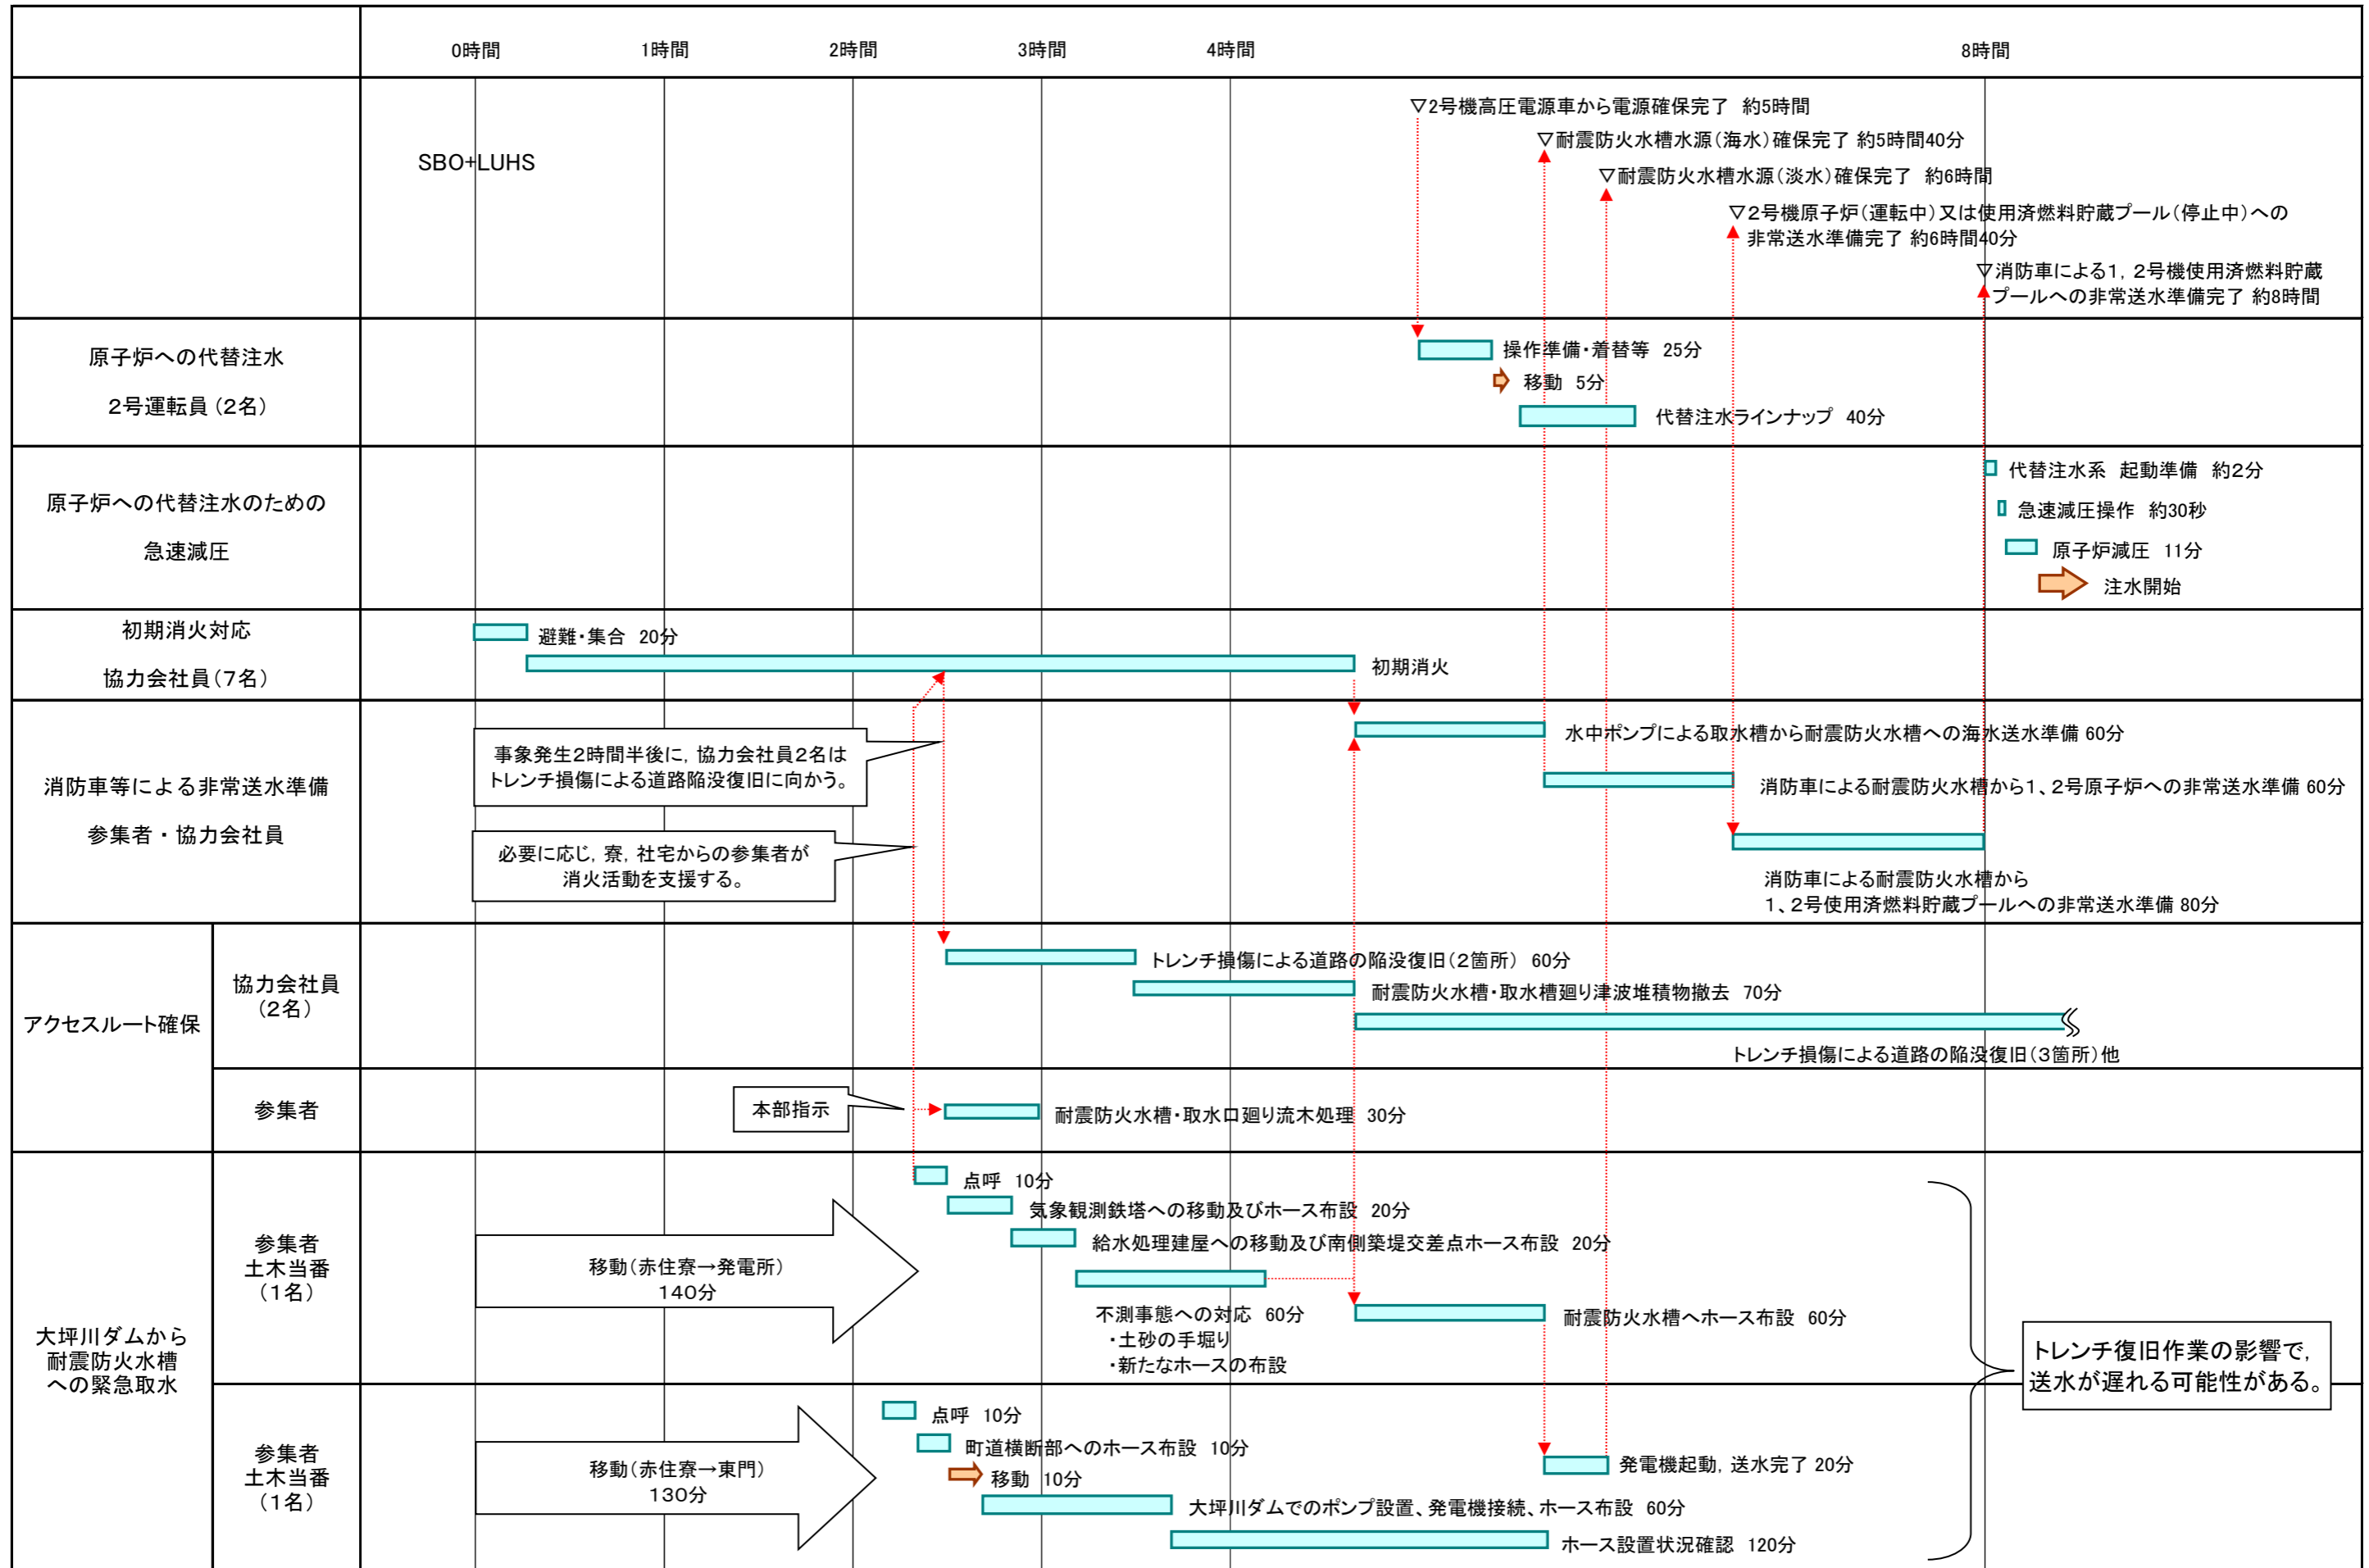 0時間
1時間
2時間
3時間
4時間
8時間
SBO+LUHS
▽2号機高圧電源車から電源確保完了 約5時間
▽耐震防火水槽水源(海水)確保完了 約5時間40分
▽耐震防火水槽水源(淡水)確保完了 約6時間
▽2号機原子炉(運転中)又は使用済燃料貯蔵プール(停止中)への
非常送水準備完了 約6時間40分
▽消防車による1,2号機使用済燃料貯蔵
プールへの非常送水準備完了 約8時間
原子炉への代替注水
2号運転員(2名)
操作準備・着替等 25分
移動 5分
代替注水ラインナップ 40分
原子炉への代替注水のための
急速減圧
代替注水系 起動準備 約2分
急速減圧操作 約30秒
原子炉減圧 11分
注水開始
初期消火対応
協力会社員(7名)
避難・集合 20分
初期消火
消防車等による非常送水準備
参集者・協力会社員
事象発生2時間半後に,協力会社員2名は
トレンチ損傷による道路陥没復旧に向かう。
必要に応じ,寮,社宅からの参集者が
消火活動を支援する。
水中ポンプによる取水槽から耐震防火水槽への海水送水準備 60分
消防車による耐震防火水槽から1、2号原子炉への非常送水準備 60分
消防車による耐震防火水槽から
1、2号使用済燃料貯蔵プールへの非常送水準備 80分
アクセスルート確保
協力会社員
(2名)
トレンチ損傷による道路の陥没復旧(2箇所) 60分
耐震防火水槽・取水槽廻り津波堆積物撤去 70分
トレンチ損傷による道路の陥没復旧(3箇所)他
参集者
本部指示
耐震防火水槽・取水口廻り流木処理 30分
大坪川ダムから
耐震防火水槽
への緊急取水
参集者
土木当番
(1名)
移動(赤住寮→発電所)
140分
点呼 10分
気象観測鉄塔への移動及びホース布設 20分
給水処理建屋への移動及び南側築堤交差点ホース布設 20分
不測事態への対応 60分
・土砂の手堀り
・新たなホースの布設
耐震防火水槽へホース布設 60分
トレンチ復旧作業の影響で,
送水が遅れる可能性がある。
参集者
土木当番
(1名)
移動(赤住寮→東門)
130分
点呼 10分
町道横断部へのホース布設 10分
移動 10分
大坪川ダムでのポンプ設置、発電機接続、ホース布設 60分
発電機起動,送水完了 20分
ホース設置状況確認 120分